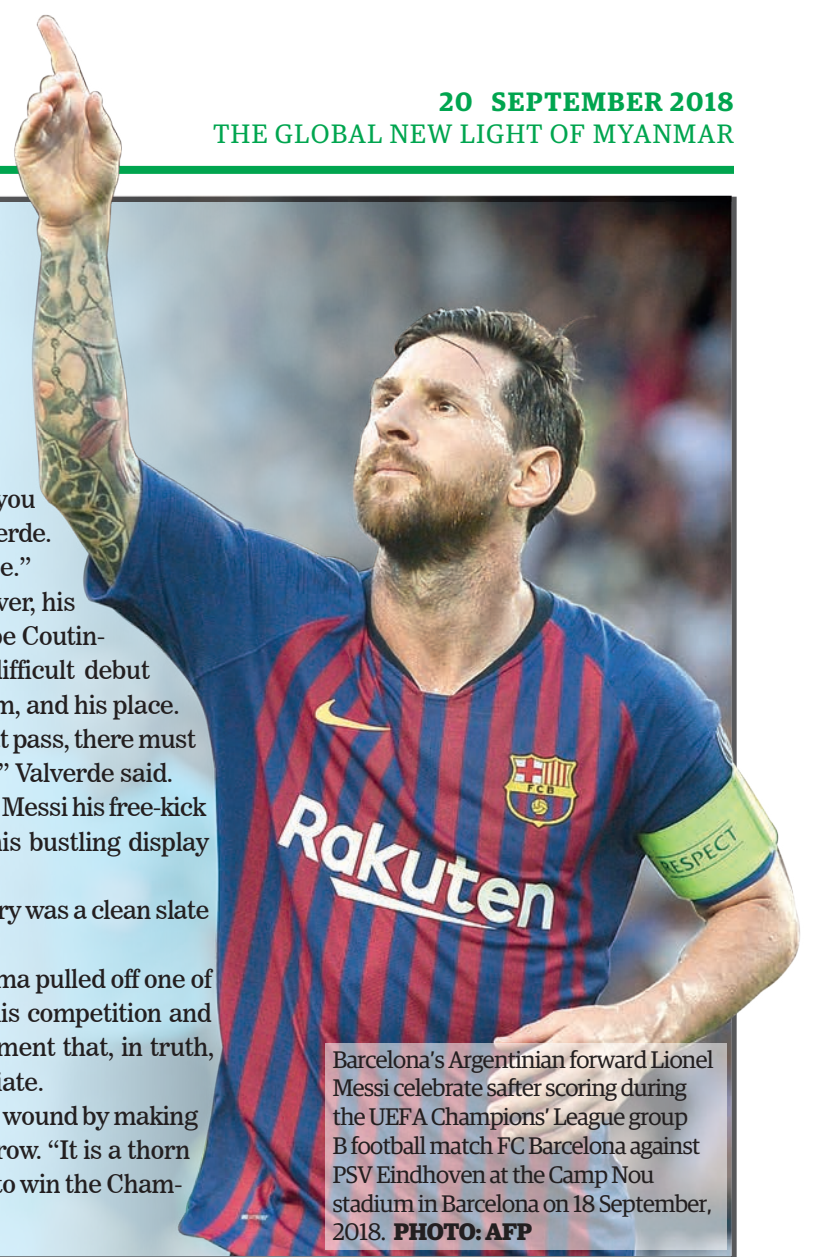 20 SEPTEMBER 2018
THE GLOBAL NEW LIGHT OF MYANMAR
you
erde.
e.”
ver, his
pe Coutin-
difficult debut
m, and his place.
t pass, there must
” Valverde said.
Messi his free-kick
his bustling display
ry was a clean slate
ma pulled off one of
his competition and
ment that, in truth,
iate.
wound by making
row. “It is a thorn
to win the Cham-
FCB
Rakuten
RESPECT
Barcelona’s Argentinian forward Lionel
Messi celebrate safter scoring during
the UEFA Champions’ League group
B football match FC Barcelona against
PSV Eindhoven at the Camp Nou
stadium in Barcelona on 18 September,
2018. PHOTO: AFP